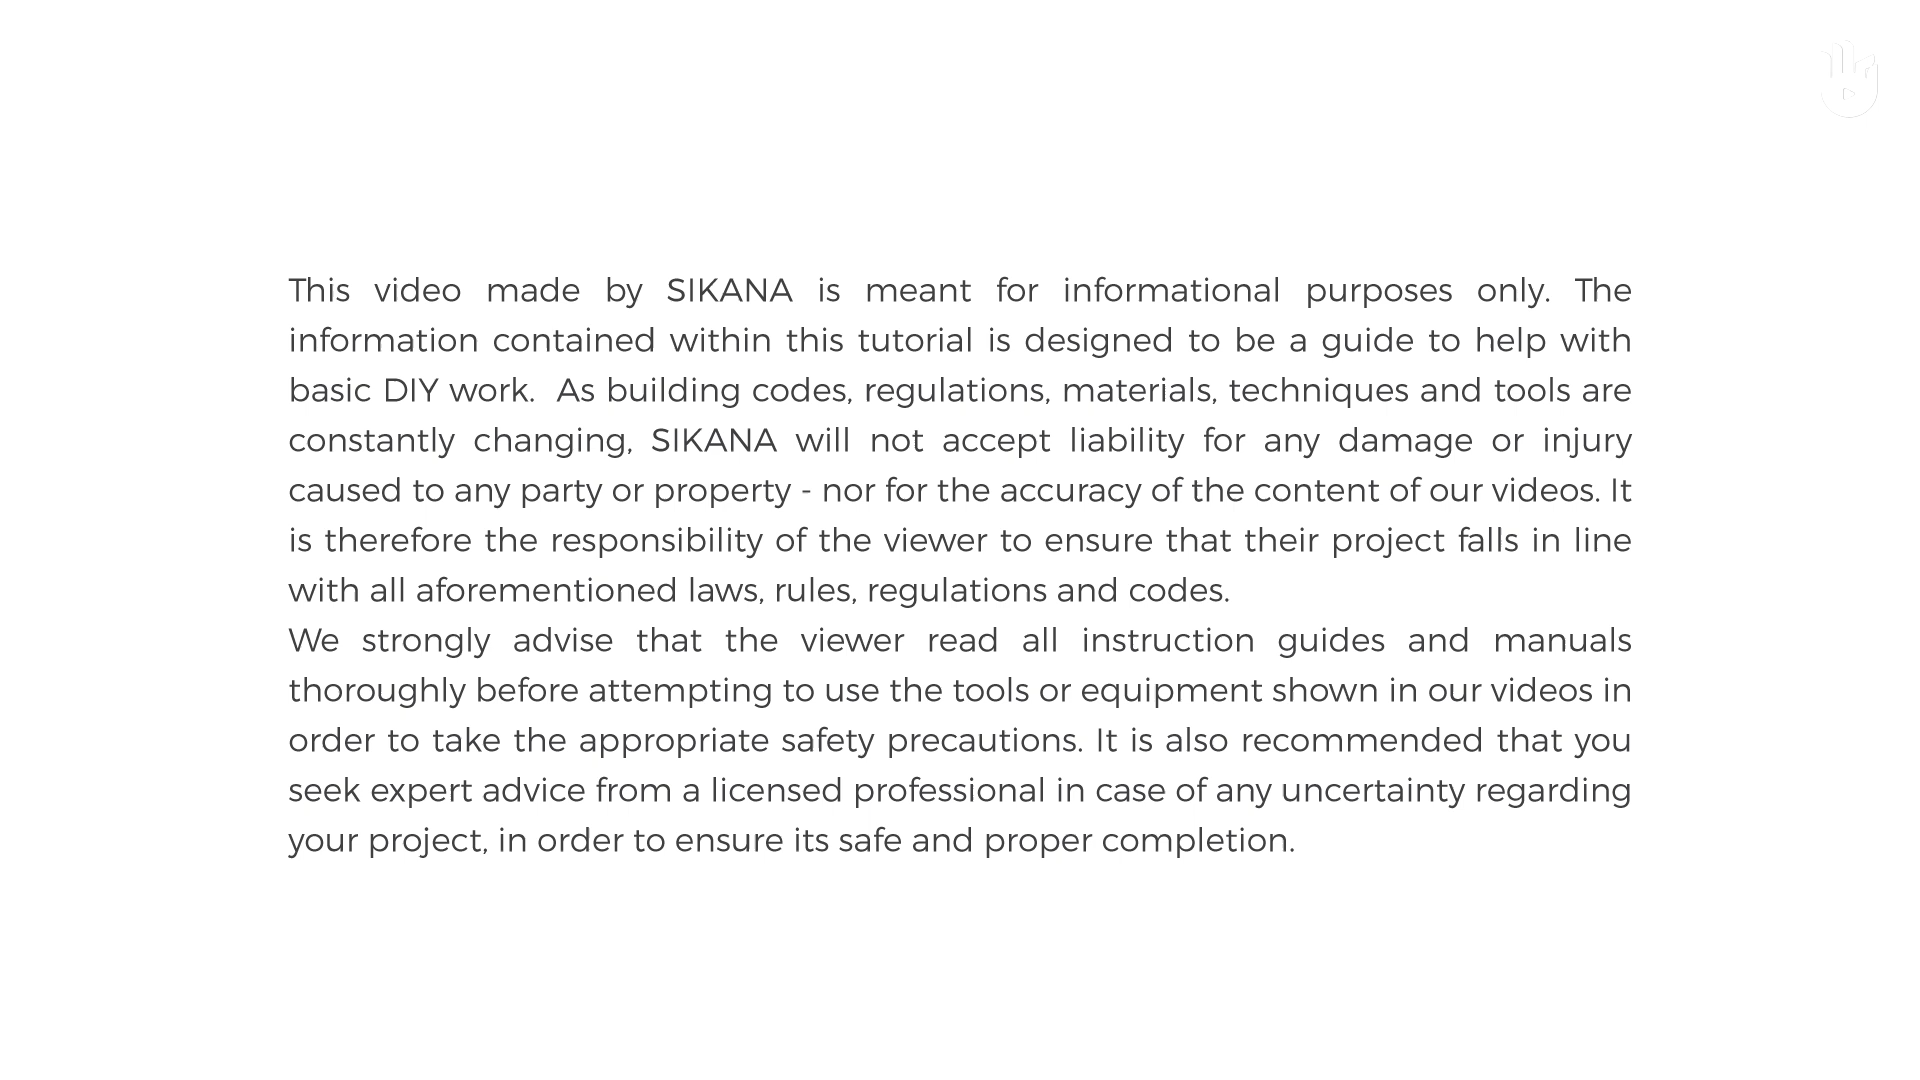 This video made by SIKANA is meant for informational purposes only. The
information contained within this tutorial is designed to be a guide to help with
basic DIY work.  As building codes, regulations, materials, techniques and tools are
constantly changing, SIKANA will not accept liability for any damage or injury
caused to any party or property - nor for the accuracy of the content of our videos. It
is therefore the responsibility of the viewer to ensure that their project falls in line
with all aforementioned laws, rules, regulations and codes.
We strongly advise that the viewer read all instruction guides and manuals
thoroughly before attempting to use the tools or equipment shown in our videos in
order to take the appropriate safety precautions. It is also recommended that you
seek expert advice from a licensed professional in case of any uncertainty regarding
your project, in order to ensure its safe and proper completion.